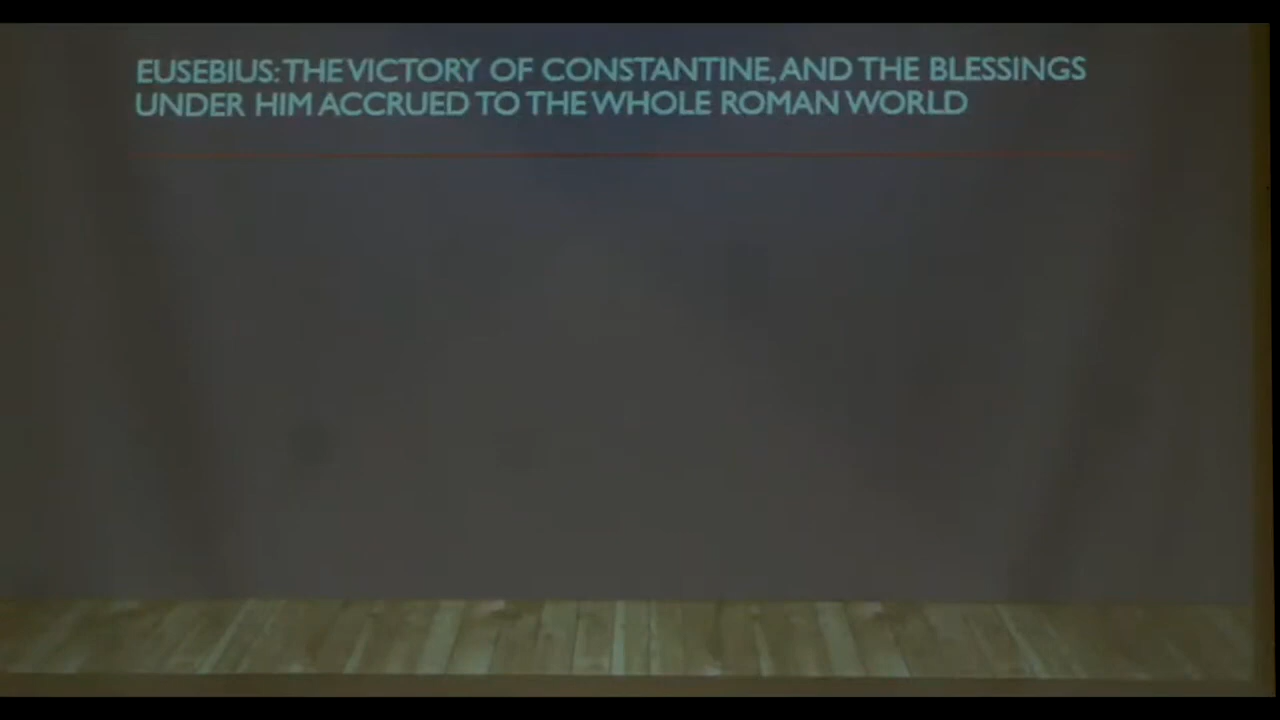 EUSEBIUS: THE VICTORY OF CONSTANTINE, AND THE BLESSINGS
UNDER HIM ACCRUED TO THE WHOLE ROMAN WORLD